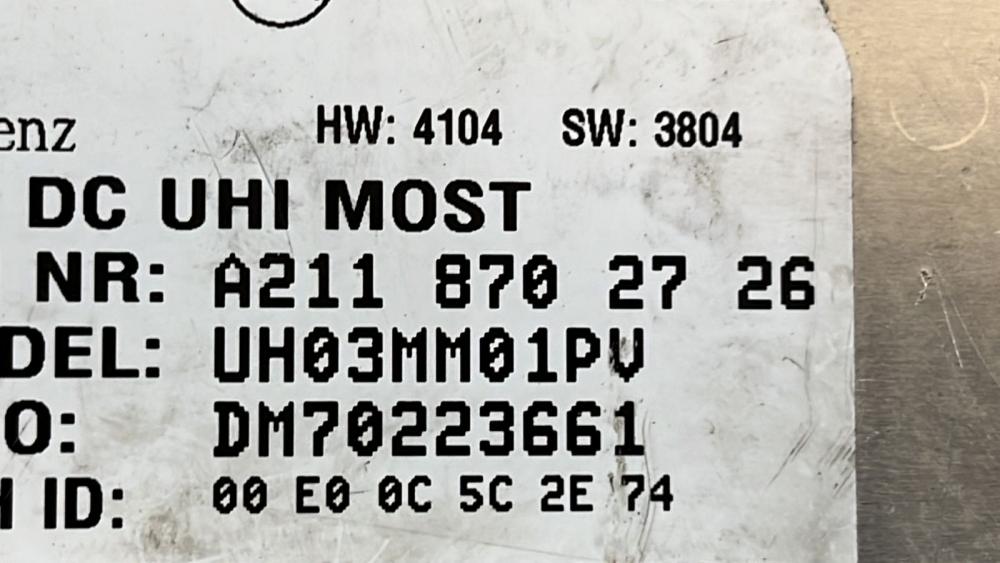 enz HW: 4104 SW: 3804
DC UHI MOST
NR: A211 870 27 26
DEL: UH03MM01PV
O: DM70223661
ID: 00 E0 0C 5C 2E 74